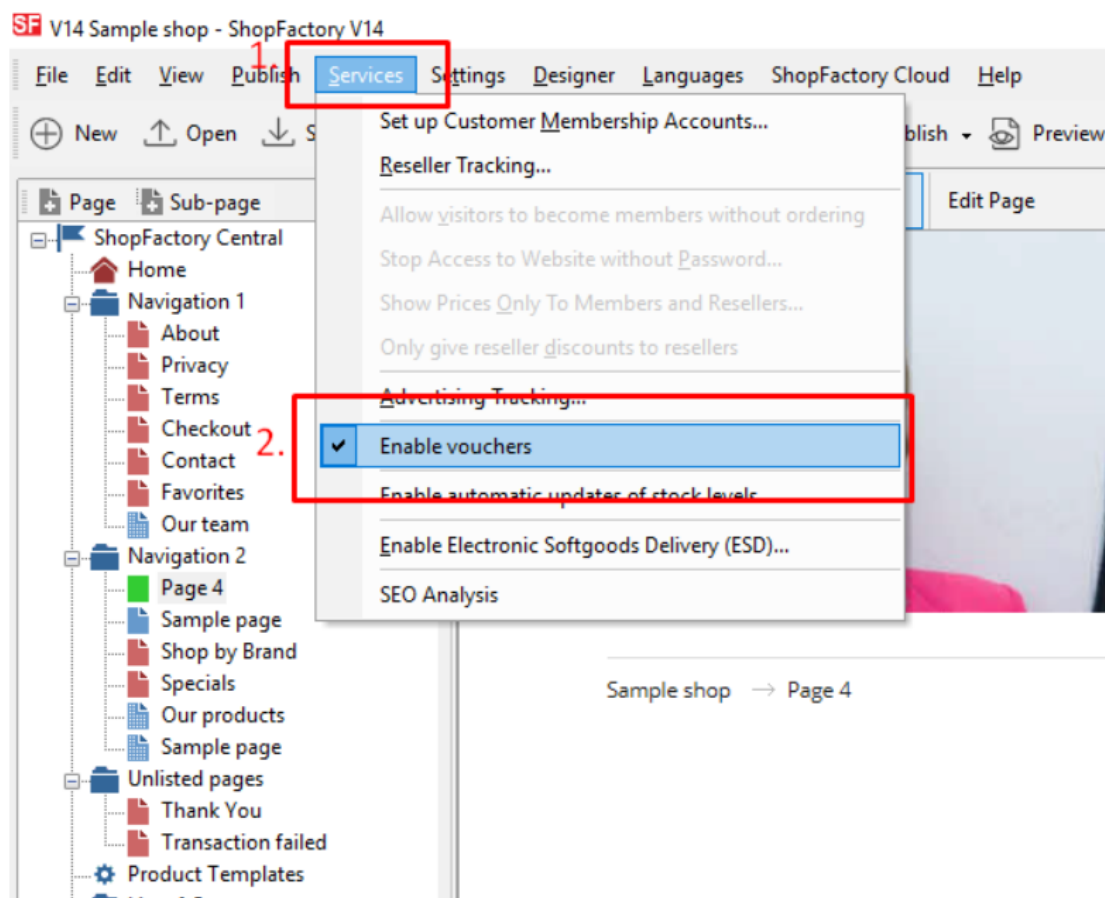 SF V14 Sample shop - ShopFactory V14
1.
File Edit View Publish Services Settings Designer Languages ShopFactory Cloud Help
New Open S blish Preview
Set up Customer Membership Accounts...
Reseller Tracking...
Allow visitors to become members without ordering
Stop Access to Website without Password...
Show Prices Only To Members and Resellers...
Only give reseller discounts to resellers
Advertising Tracking...
2.
Enable vouchers
Enable automatic updates of stock levels
Enable Electronic Softgoods Delivery (ESD)...
SEO Analysis
Page Sub-page
Edit Page
ShopFactory Central
Home
Navigation 1
About
Privacy
Terms
Checkout
Contact
Favorites
Our team
Navigation 2
Page 4
Sample page
Shop by Brand
Specials
Our products
Sample page
Unlisted pages
Thank You
Transaction failed
Product Templates
Sample shop → Page 4